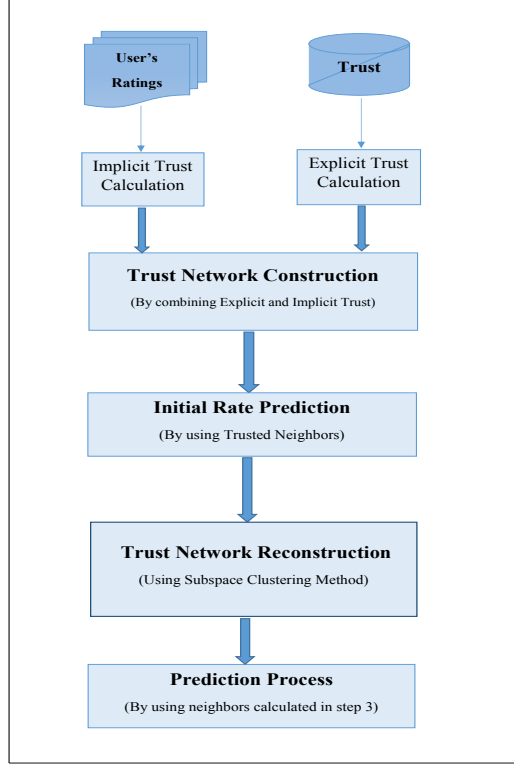 User's
Ratings
Trust
Implicit Trust
Calculation
Explicit Trust
Calculation
Trust Network Construction
(By combining Explicit and Implicit Trust)
Initial Rate Prediction
(By using Trusted Neighbors)
Trust Network Reconstruction
(Using Subspace Clustering Method)
Prediction Process
(By using neighbors calculated in step 3)